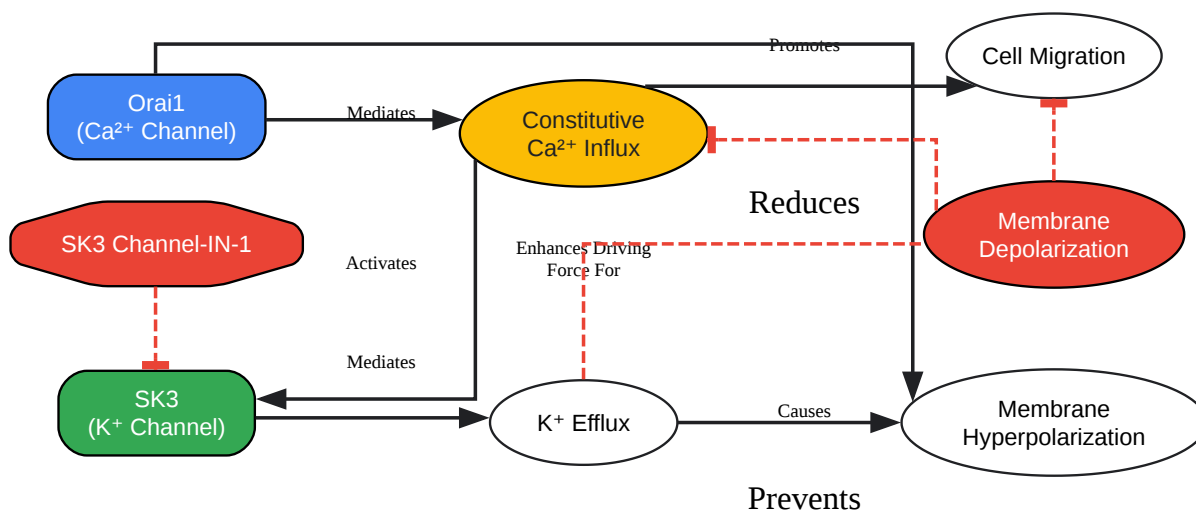 Promotes
Cell Migration
Orai1
(Ca²⁺ Channel)
Mediates
Constitutive
Ca²⁺ Influx
Reduces
SK3 Channel-IN-1
Activates
Enhances Driving
Force For
Membrane
Depolarization
Mediates
SK3
(K⁺ Channel)
K⁺ Efflux
Causes
Membrane
Hyperpolarization
Prevents